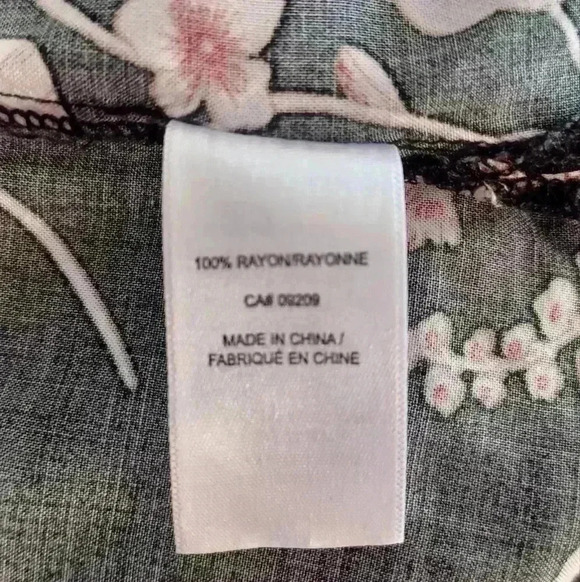 100% RAYON/RAYONNE
CA# 09209
MADE IN CHINA/
FABRIQUÉ EN CHINE